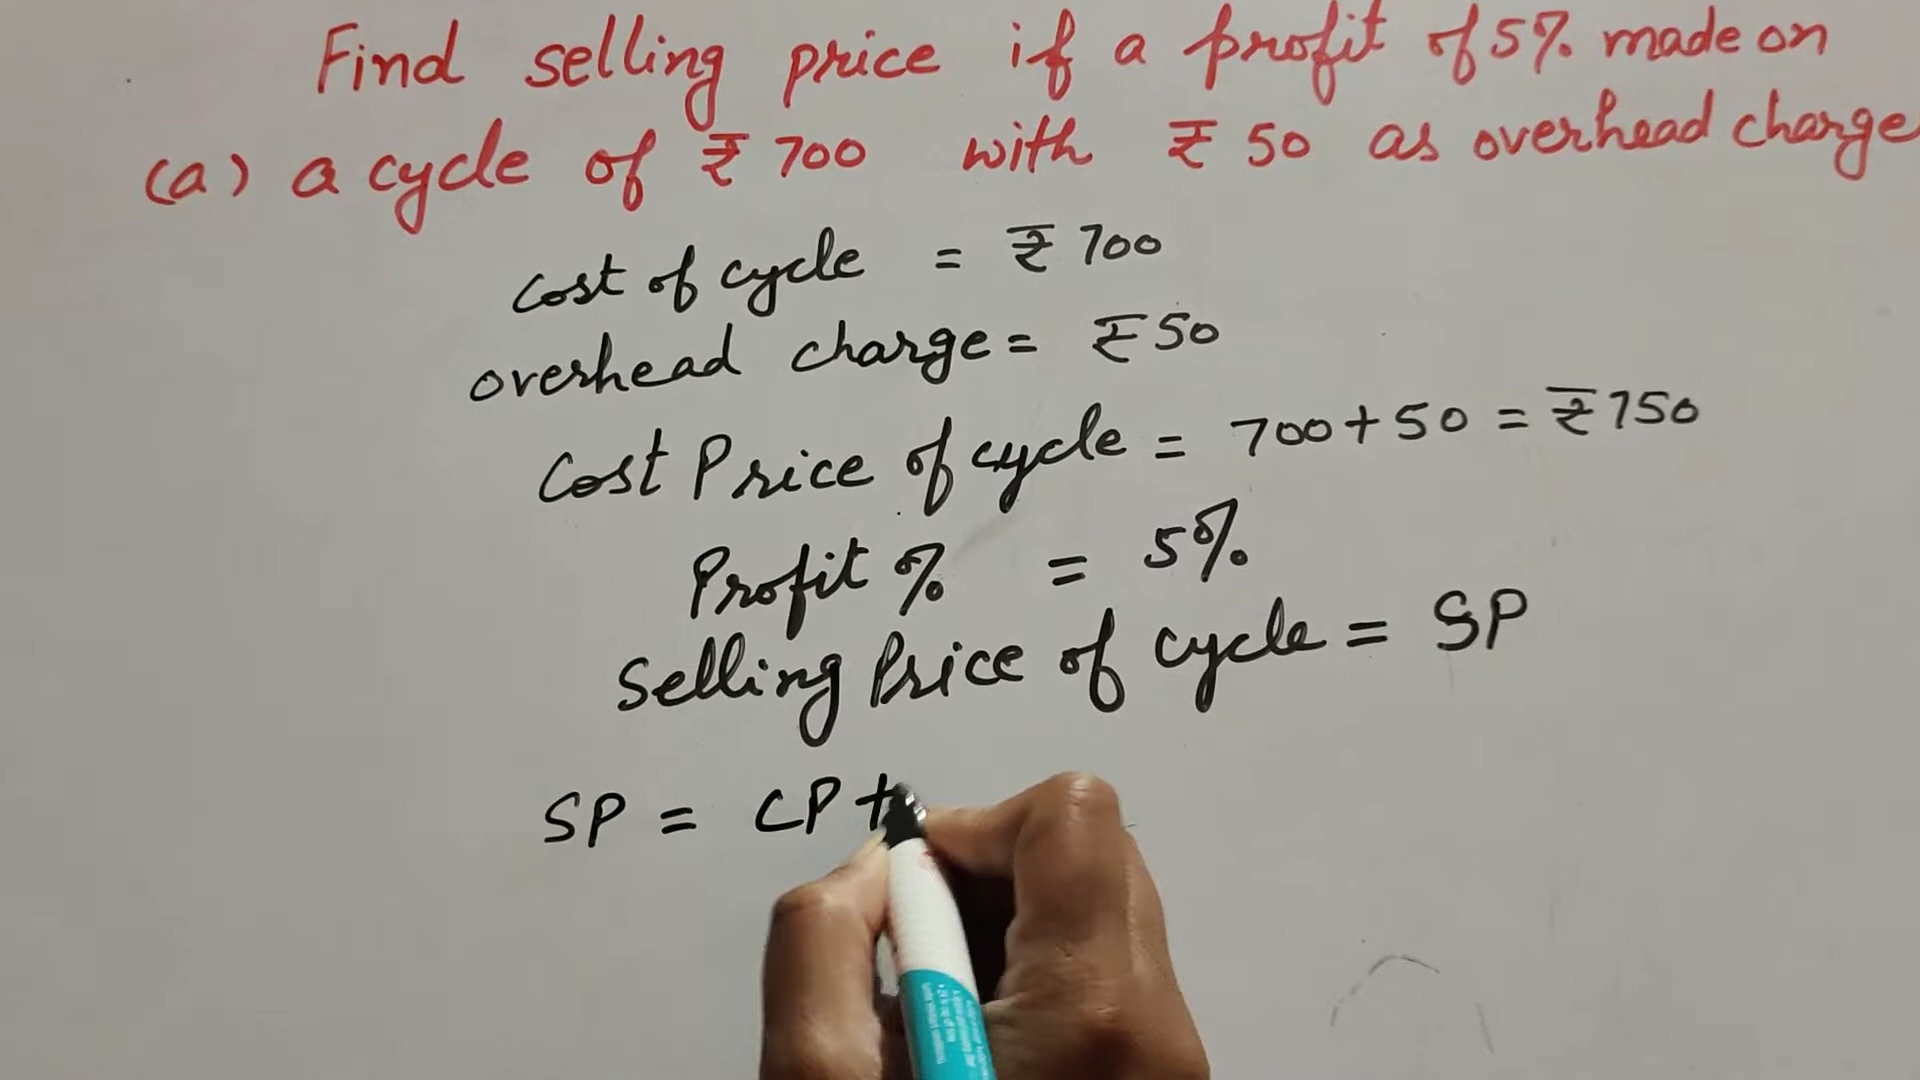 Find selling price if a profit of 5% made on
(a) a cycle of ₹ 700 with ₹ 50 as overhead charge
cost of cycle = ₹ 700
overhead charge = ₹ 50
Cost Price of cycle = 700 + 50 = ₹ 750
Profit % = 5%
Selling Price of cycle = SP
SP = CP +